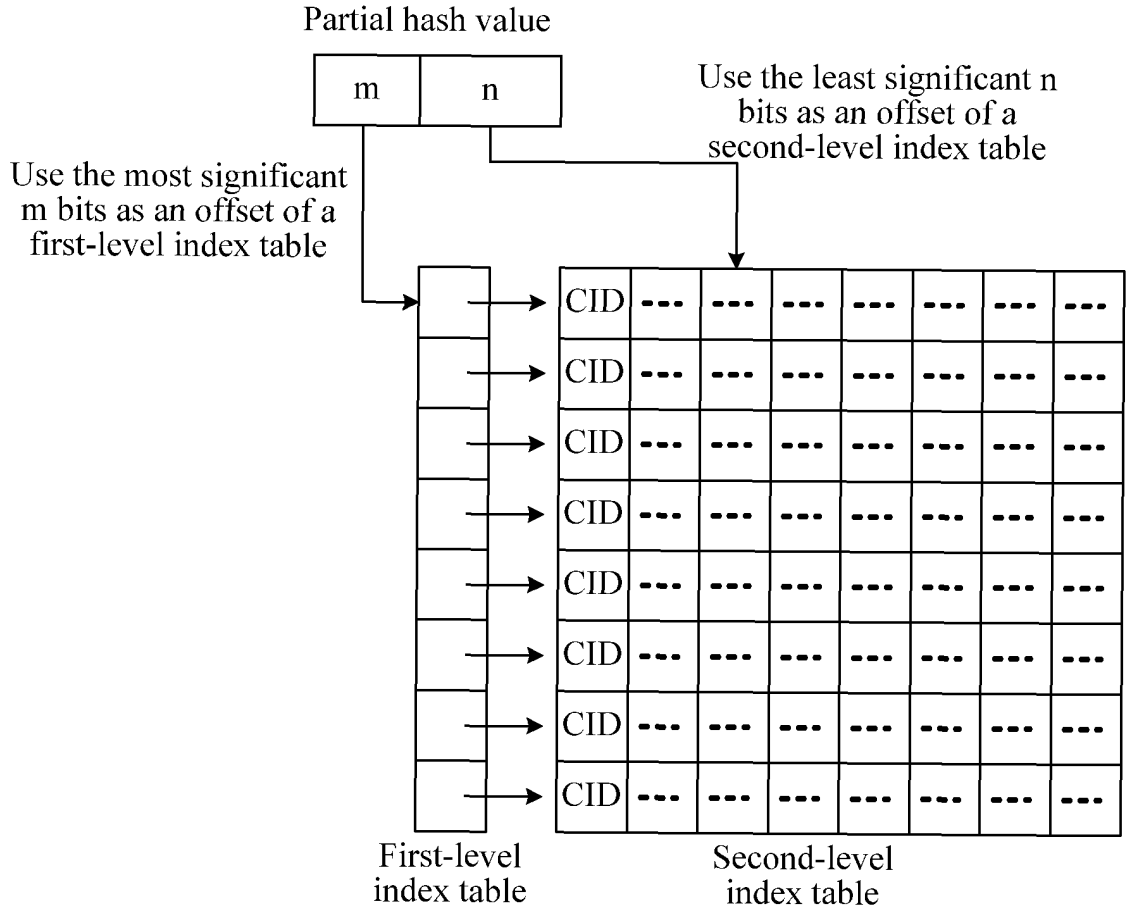 Partial hash value
m n
Use the least significant n
bits as an offset of a
second-level index table
Use the most significant
m bits as an offset of a
first-level index table
CID --- --- --- --- --- --- ---
CID --- --- --- --- --- --- ---
CID --- --- --- --- --- --- ---
CID --- --- --- --- --- --- ---
CID --- --- --- --- --- --- ---
CID --- --- --- --- --- --- ---
CID --- --- --- --- --- --- ---
CID --- --- --- --- --- --- ---
First-level
index table
Second-level
index table